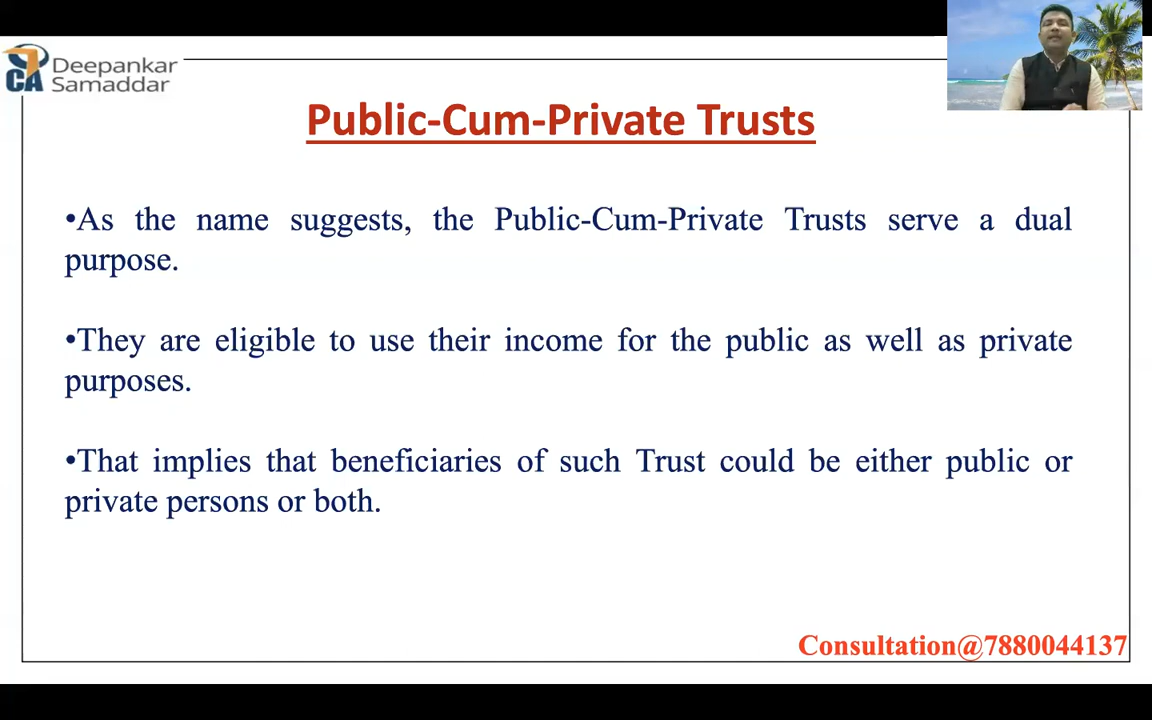 CA Deepankar
Samaddar
Public-Cum-Private Trusts
•As the name suggests, the Public-Cum-Private Trusts serve a dual
purpose.
•They are eligible to use their income for the public as well as private
purposes.
•That implies that beneficiaries of such Trust could be either public or
private persons or both.
Consultation@7880044137